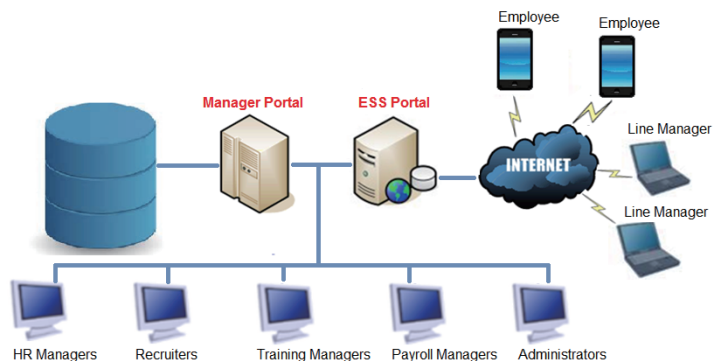 Employee
Employee
Manager Portal
ESS Portal
Line Manager
INTERNET
Line Manager
HR Managers
Recruiters
Training Managers
Payroll Managers
Administrators